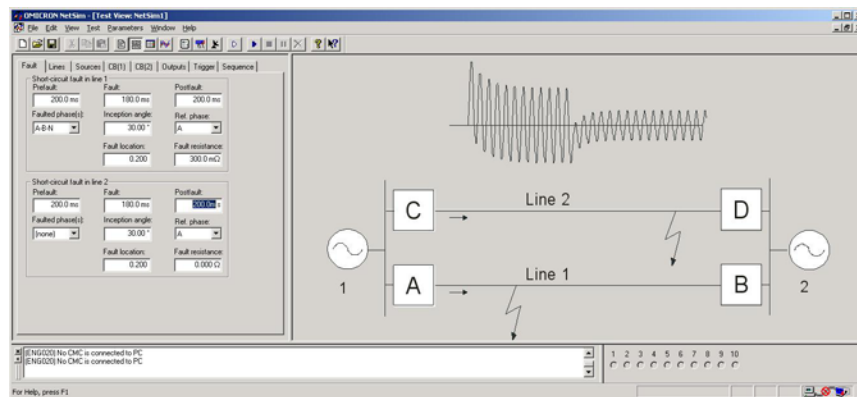 OMICRON NetSim - [Test View: NetSim1]
File Edit View Test Parameters Window Help
Fault Lines Sources CB(1) CB(2) Outputs Trigger Sequence
Short-circuit fault in line 1
Prefault: Fault: Postfault:
200.0 ms 180.0 ms 200.0 ms
Faulted phase(s): Inception angle: Ref. phase:
A-B-N 30.00 ° A
Fault location: Fault resistance:
0.200 300.0 mΩ
Short-circuit fault in line 2
Prefault: Fault: Postfault:
200.0 ms 180.0 ms 200.0m s
Faulted phase(s): Inception angle: Ref. phase:
(none) 30.00 ° A
Fault location: Fault resistance:
0.200 0.000 Ω
C Line 2 D
A Line 1 B
1 2
(ENG020) No CMC is connected to PC
(ENG020) No CMC is connected to PC
1 2 3 4 5 6 7 8 9 10
For Help, press F1